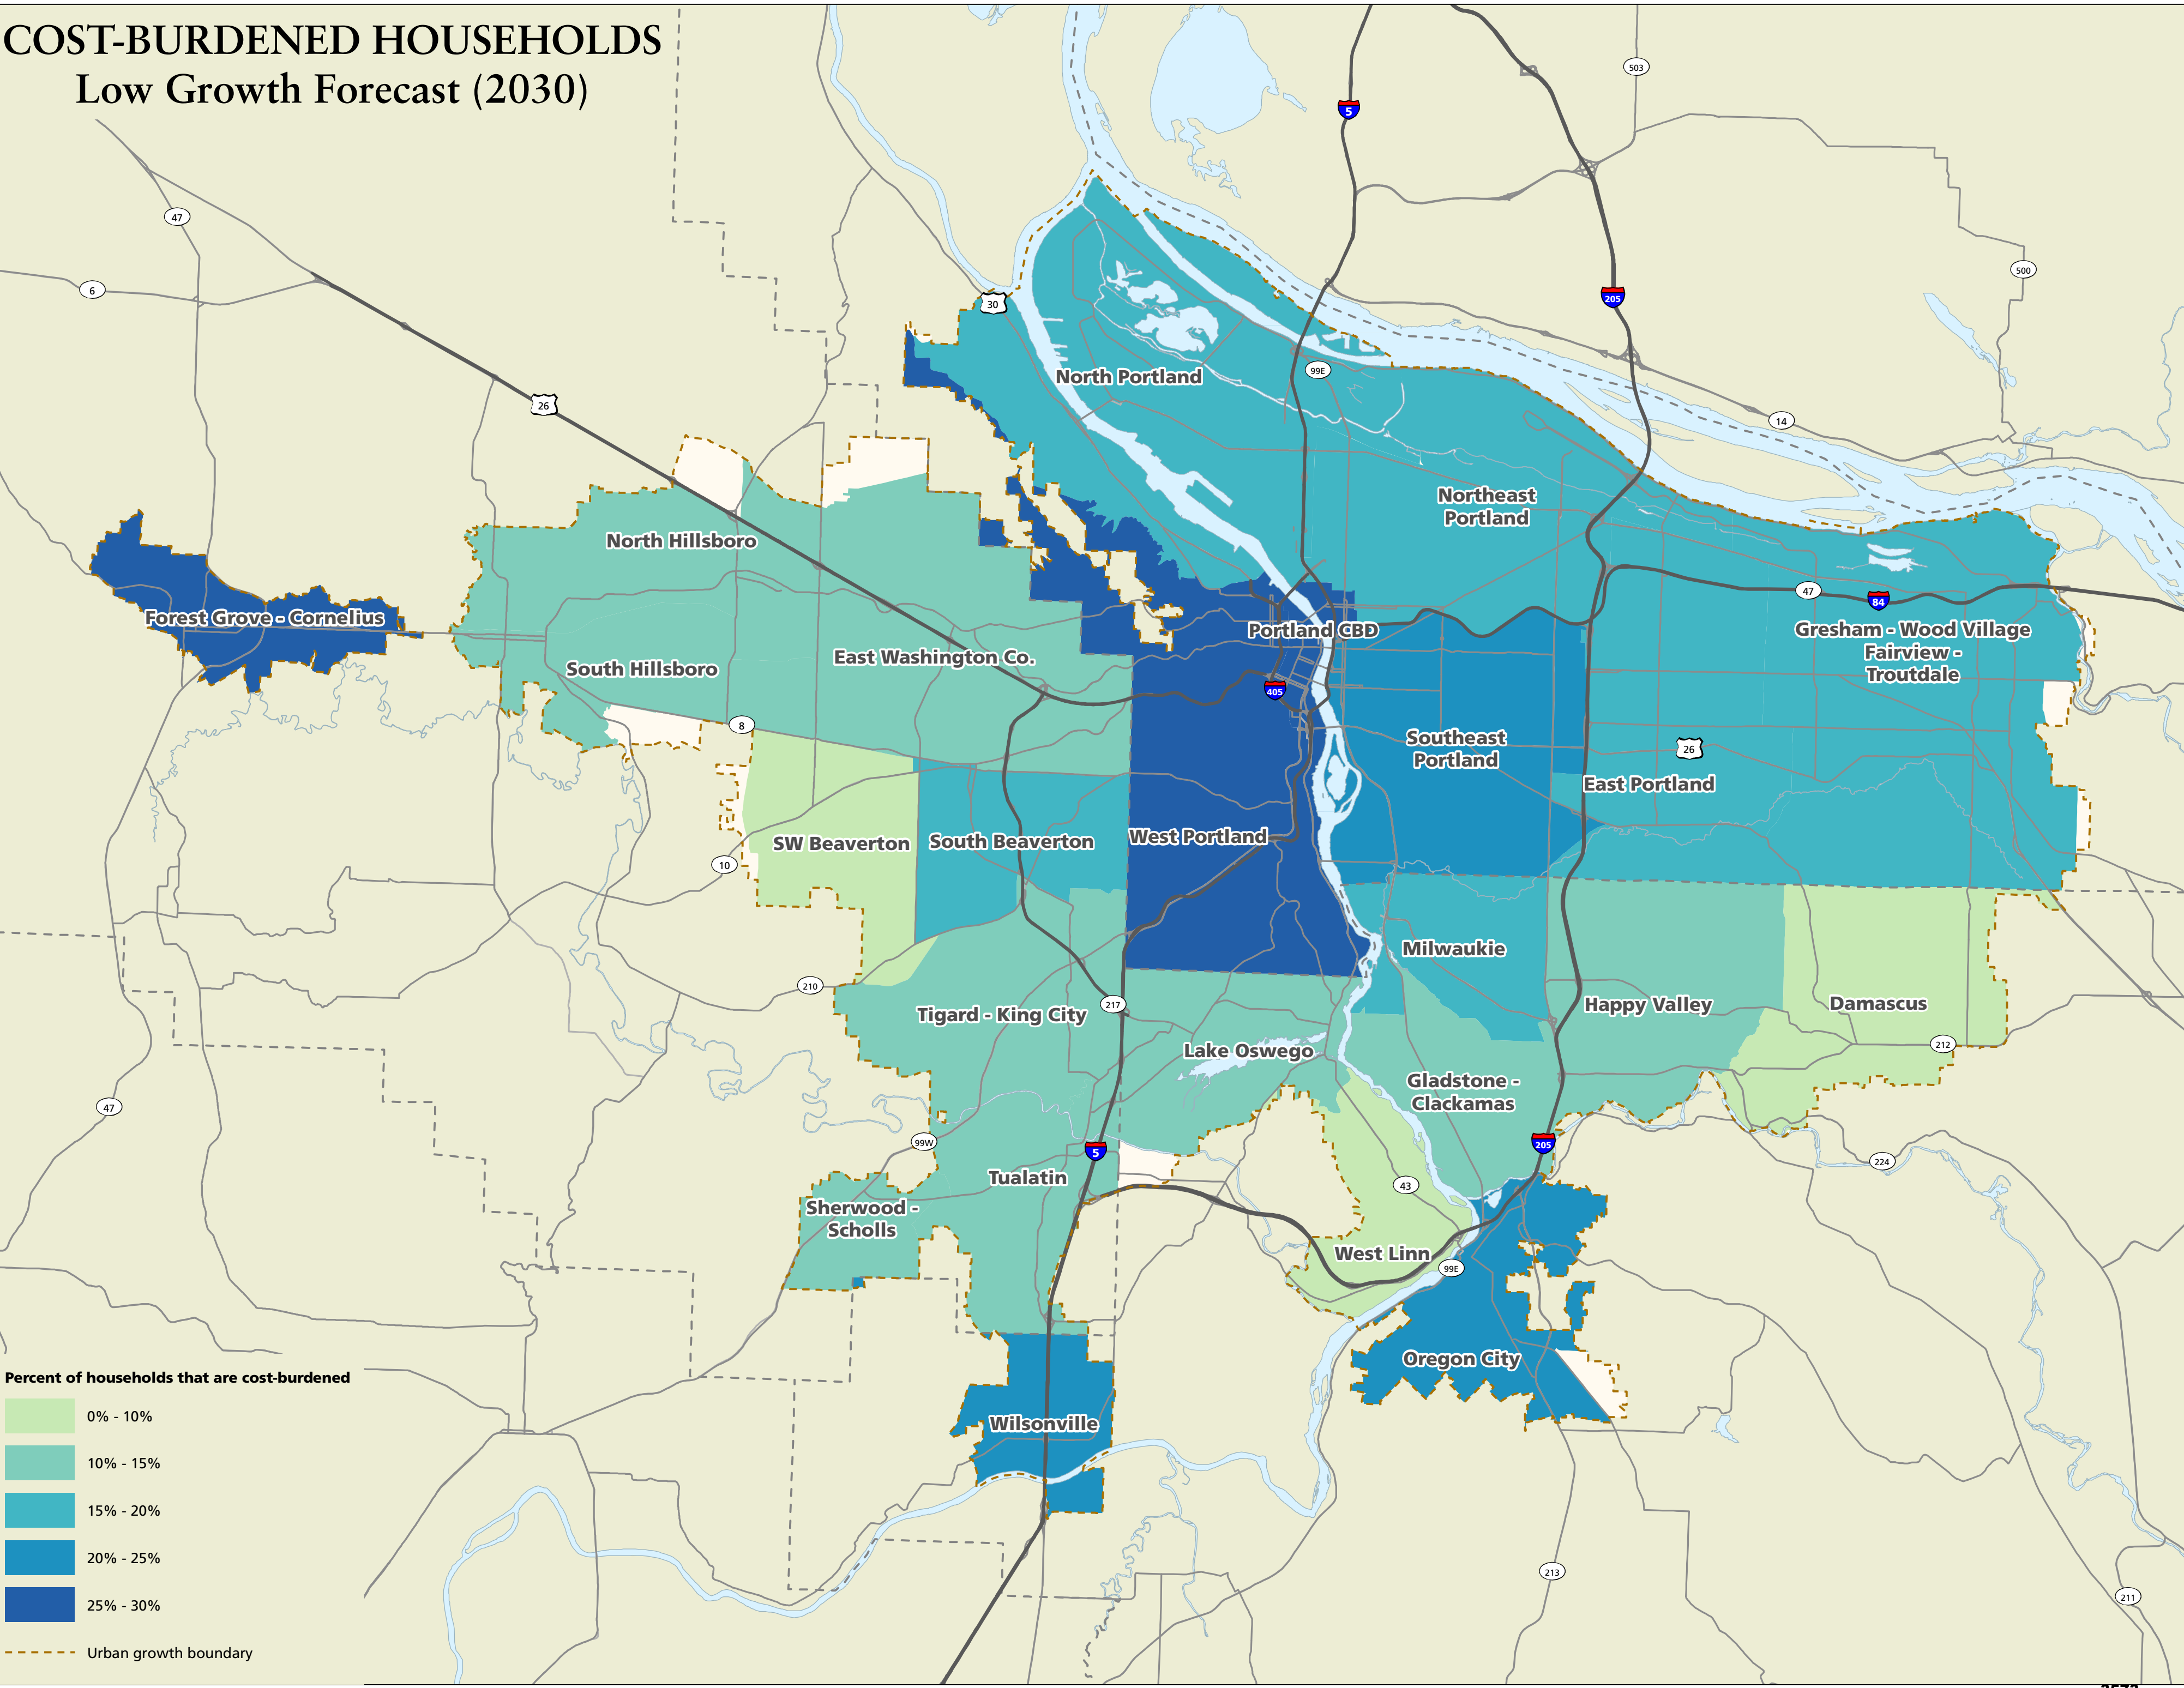 COST-BURDENED HOUSEHOLDS
Low Growth Forecast (2030)
503
5
47
500
6
205
30
99E
North Portland
26
14
Northeast
Portland
North Hillsboro
47
84
Forest Grove - Cornelius
Portland CBD
Gresham - Wood Village
Fairview -
Troutdale
East Washington Co.
South Hillsboro
405
8
Southeast
Portland
26
East Portland
West Portland
SW Beaverton
South Beaverton
10
Milwaukie
210
217
Tigard - King City
Happy Valley
Damascus
212
Lake Oswego
Gladstone -
Clackamas
47
99W
5
205
224
Tualatin
43
Sherwood -
Scholls
West Linn
99E
Oregon City
Wilsonville
213
211
Percent of households that are cost-burdened
0% - 10%
10% - 15%
15% - 20%
20% - 25%
25% - 30%
Urban growth boundary